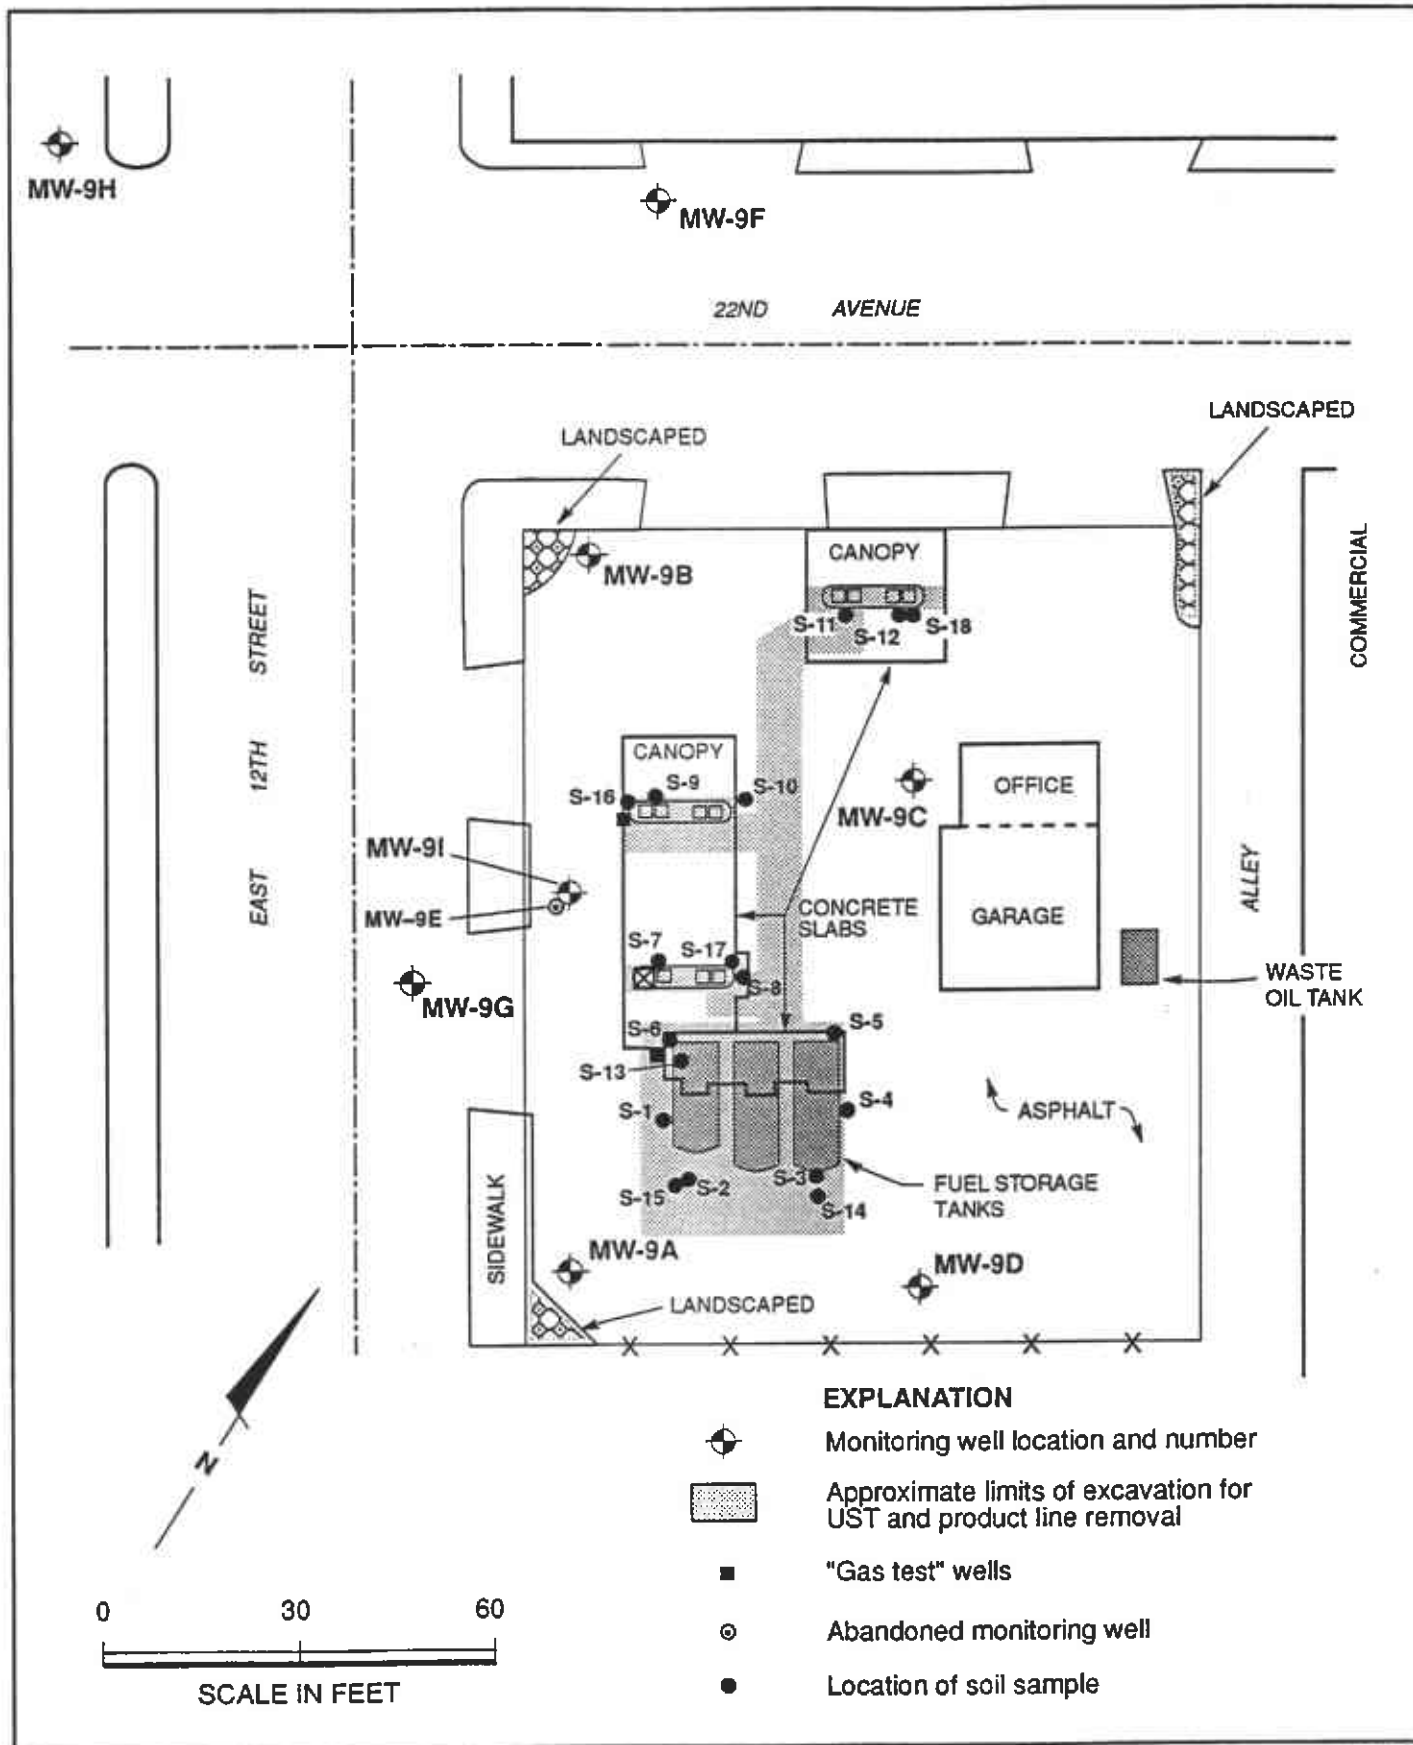 MW-9H
MW-9F
22ND AVENUE
LANDSCAPED
LANDSCAPED
COMMERCIAL
CANOPY
MW-9B
S-11
S-12
S-18
EAST 12TH STREET
CANOPY
S-16
S-9
S-10
MW-9C
OFFICE
MW-9I
MW-9E
CONCRETE
SLABS
GARAGE
ALLEY
S-7
S-17
S-8
WASTE
OIL TANK
MW-9G
S-6
S-5
S-13
S-1
S-4
ASPHALT
S-15
S-2
S-3
S-14
FUEL STORAGE
TANKS
SIDEWALK
MW-9A
MW-9D
LANDSCAPED
X X X X X X
N
EXPLANATION
Monitoring well location and number
Approximate limits of excavation for
UST and product line removal
"Gas test" wells
Abandoned monitoring well
Location of soil sample
0 30 60
SCALE IN FEET